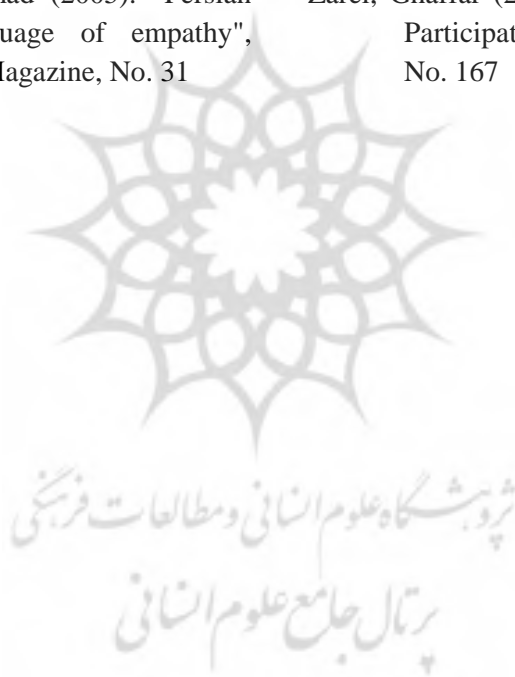 uage of empathy",
Magazine, No. 31
Participat
No. 167
پژوهشگاه علوم انسانی و مطالعات فرهنگی
پرتال جامع علوم انسانی